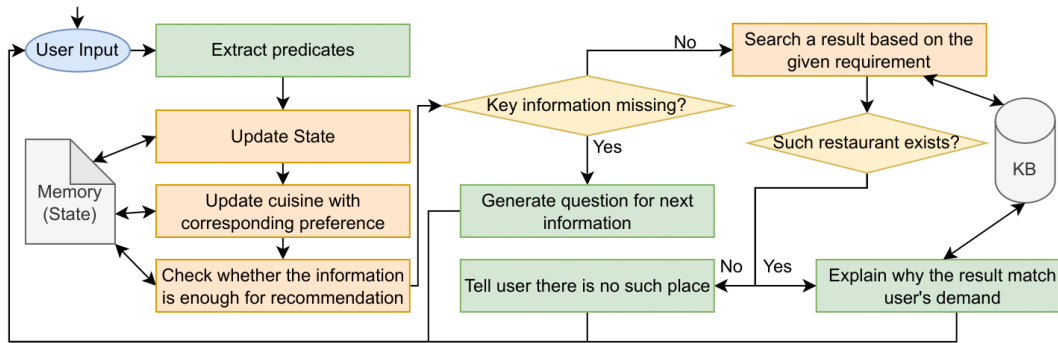 User Input
Extract predicates
Update State
Memory
(State)
Update cuisine with
corresponding preference
Check whether the information
is enough for recommendation
Key information missing?
No
Yes
Search a result based on the
given requirement
Such restaurant exists?
KB
Generate question for next
information
No
Yes
Tell user there is no such place
Explain why the result match
user's demand